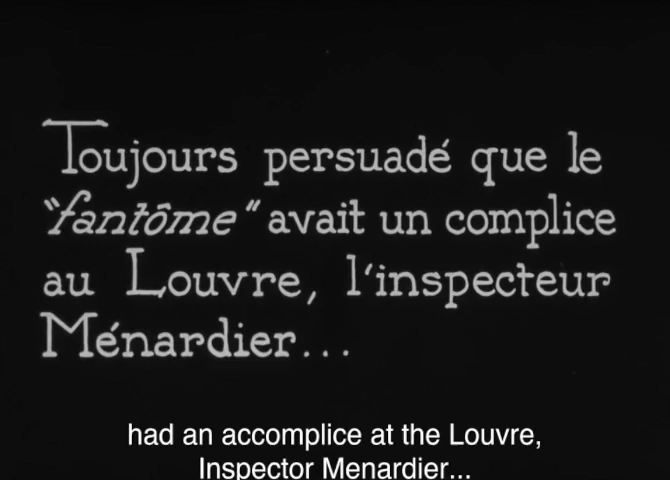 Toujours persuadé que le
"fantôme" avait un complice
au Louvre, l'inspecteur
Ménardier...
had an accomplice at the Louvre,
Inspector Menardier...